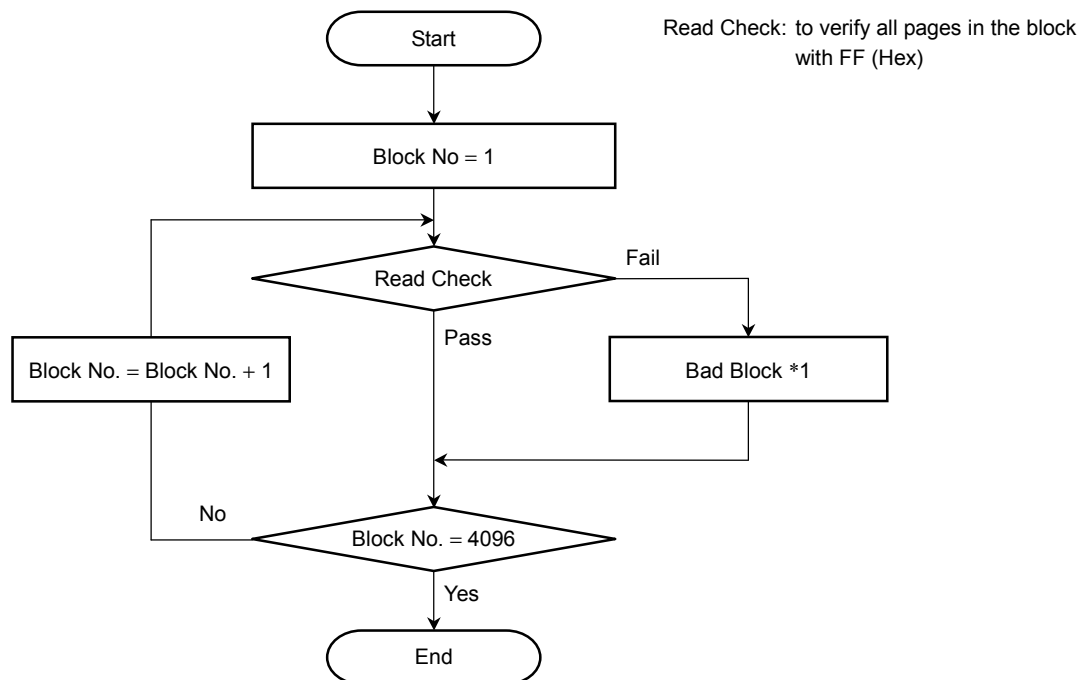 Start
Read Check: to verify all pages in the block
with FF (Hex)
Block No = 1
Read Check
Fail
Pass
Block No. = Block No. + 1
Bad Block *1
No
Block No. = 4096
Yes
End